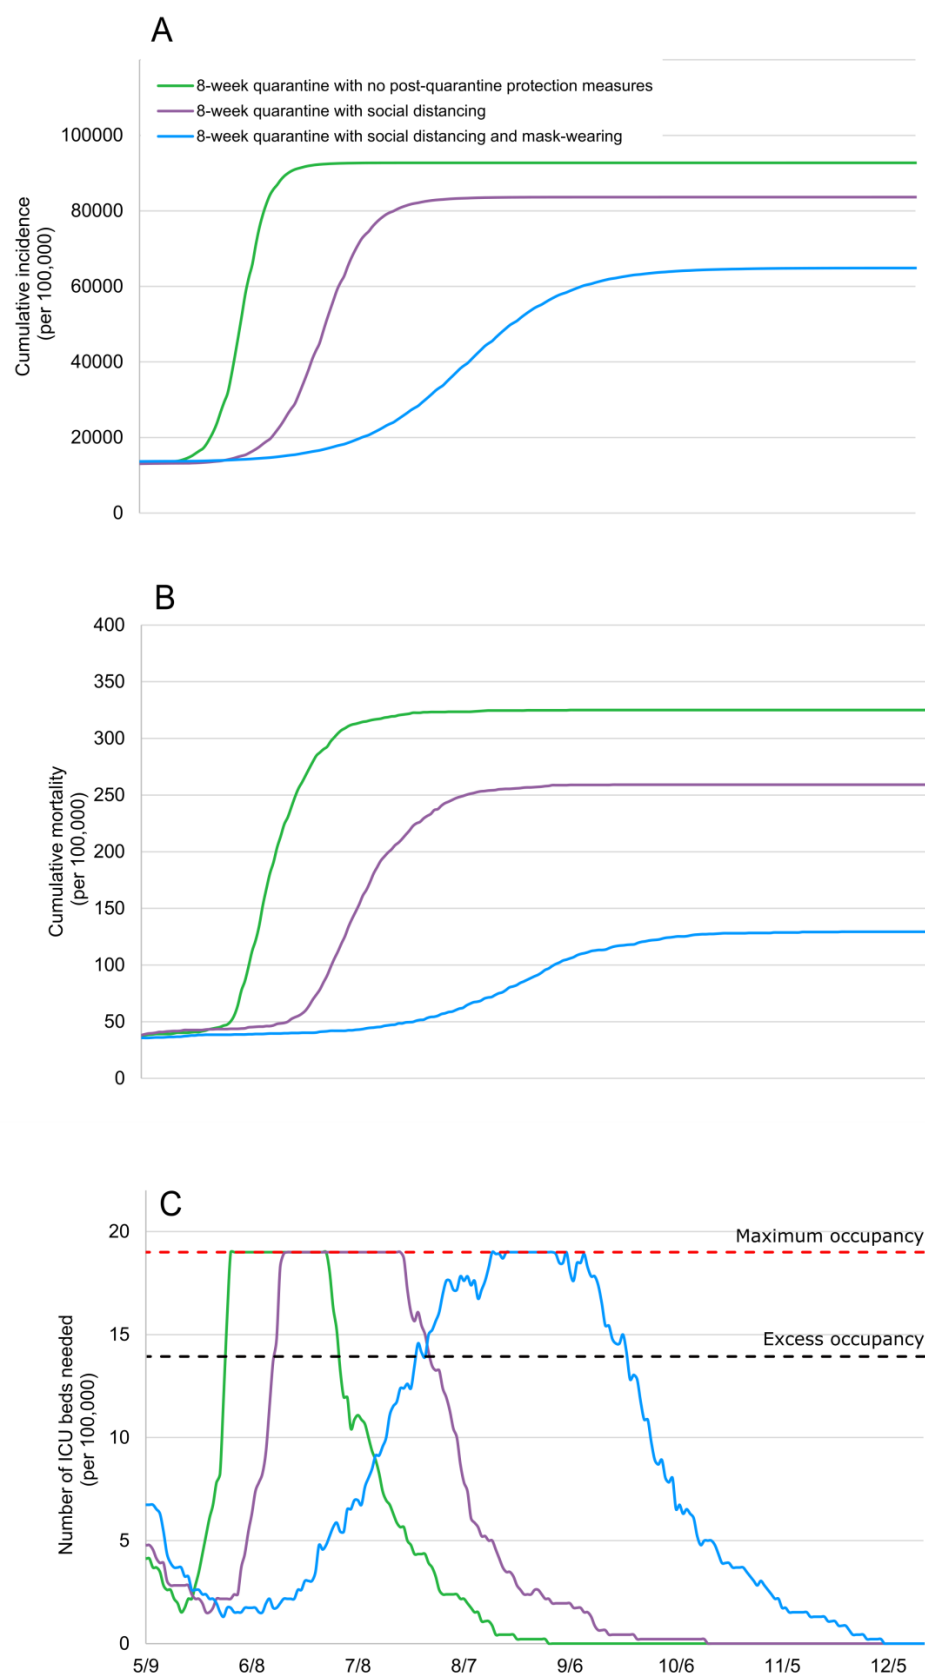 A
8-week quarantine with no post-quarantine protection measures
8-week quarantine with social distancing
8-week quarantine with social distancing and mask-wearing
Cumulative incidence
(per 100,000)
100000
80000
60000
40000
20000
0
B
Cumulative mortality
(per 100,000)
400
350
300
250
200
150
100
50
0
C
Number of ICU beds needed
(per 100,000)
20
15
10
5
0
Maximum occupancy
Excess occupancy
5/9 6/8 7/8 8/7 9/6 10/6 11/5 12/5